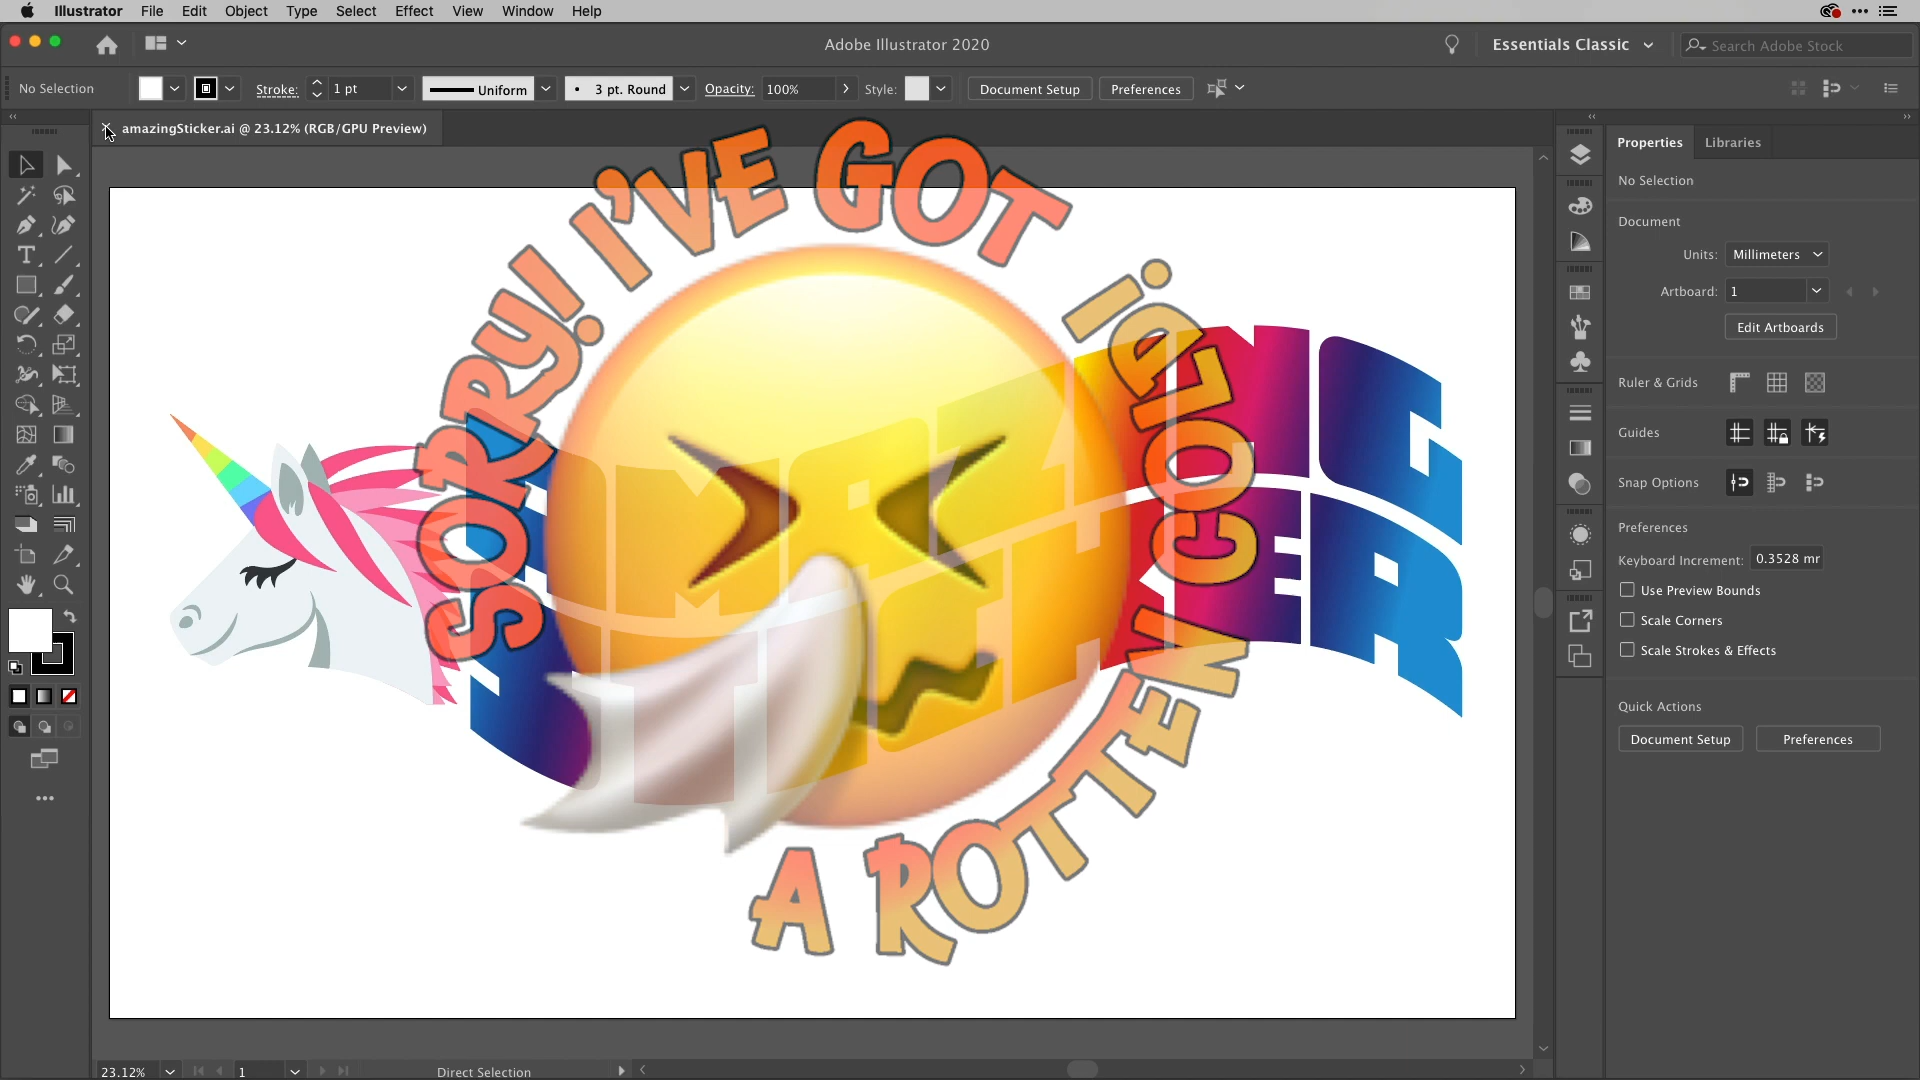 Illustrator File Edit Object Type Select Effect View Window Help
Adobe Illustrator 2020
Essentials Classic
Search Adobe Stock
No Selection
Stroke: 1 pt
Uniform
3 pt. Round
Opacity: 100%
Style:
Document Setup
Preferences
amazingSticker.ai @ 23.12% (RGB/GPU Preview)
Properties
Libraries
No Selection
Document
Units: Millimeters
Artboard: 1
Edit Artboards
Ruler & Grids
Guides
Snap Options
Preferences
Keyboard Increment: 0.3528 mr
Use Preview Bounds
Scale Corners
Scale Strokes & Effects
Quick Actions
Document Setup
Preferences
SORRY! I'VE GOT
A ROTTEN COLD!
AMAZING
STICKER
23.12%
1
Direct Selection